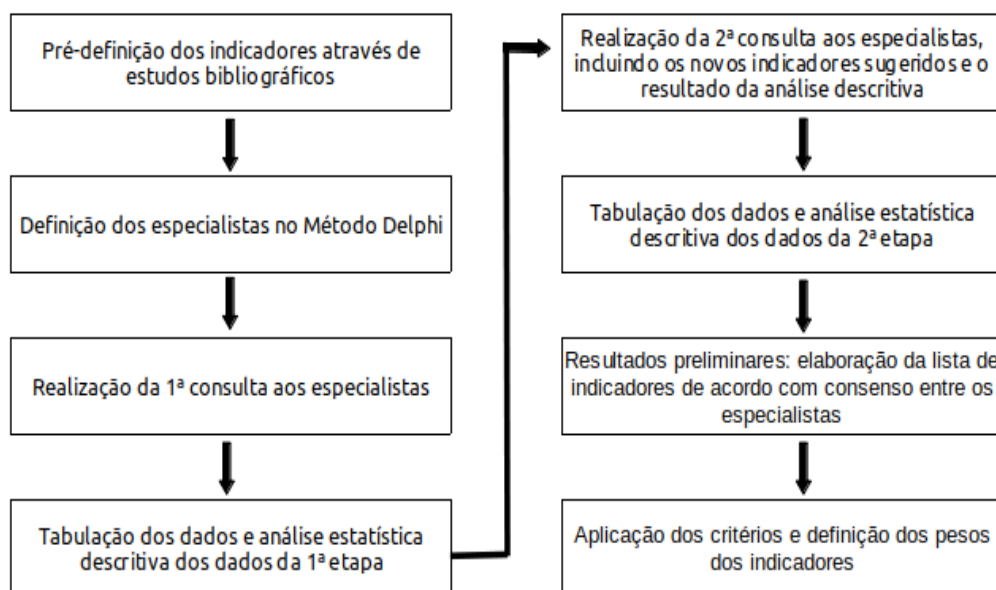 Pré-definição dos indicadores através de
estudos bibliográficos
Definição dos especialistas no Método Delphi
Realização da 1ª consulta aos especialistas
Tabulação dos dados e análise estatística
descritiva dos dados da 1ª etapa
Realização da 2ª consulta aos especialistas,
incluindo os novos indicadores sugeridos e o
resultado da análise descritiva
Tabulação dos dados e análise estatística
descritiva dos dados da 2ª etapa
Resultados preliminares: elaboração da lista de
indicadores de acordo com consenso entre os
especialistas
Aplicação dos critérios e definição dos pesos
dos indicadores